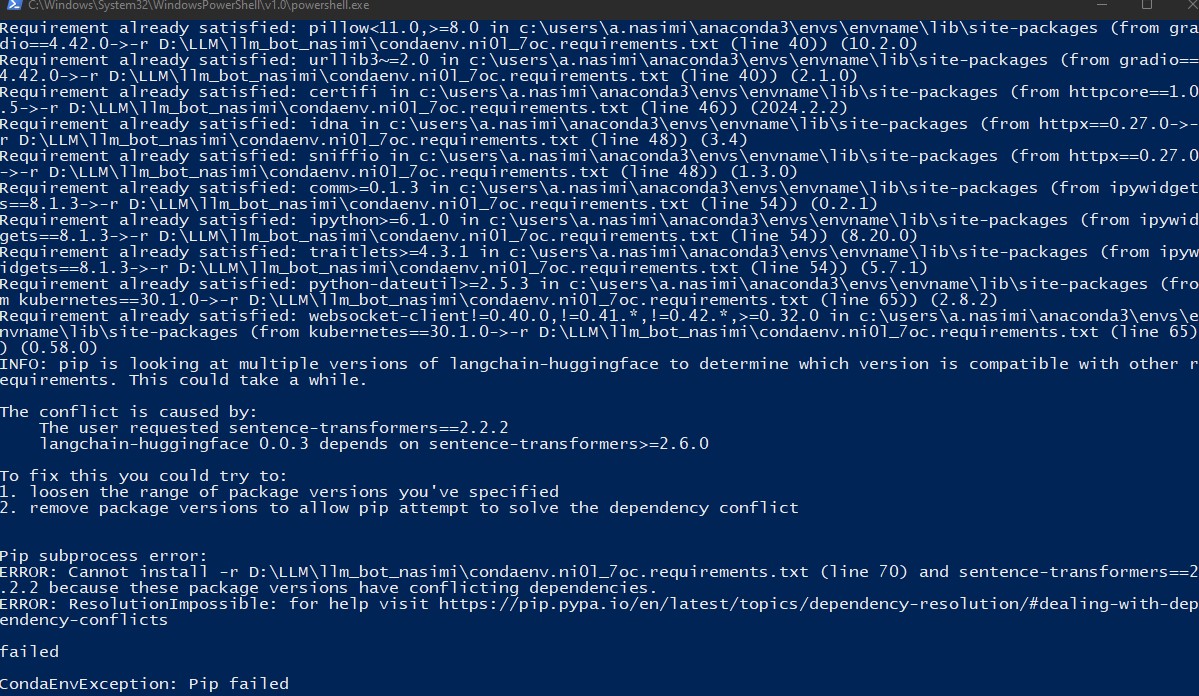 C:\Windows\System32\WindowsPowerShell\v1.0\powershell.exe
Requirement already satisfied: pillow<11.0,>=8.0 in c:\users\a.nasimi\anaconda3\envs\envname\lib\site-packages (from gra
dio==4.42.0->-r D:\LLM\llm_bot_nasimi\condaenv.ni0l_7oc.requirements.txt (line 40)) (10.2.0)
Requirement already satisfied: urllib3~=2.0 in c:\users\a.nasimi\anaconda3\envs\envname\lib\site-packages (from gradio==
4.42.0->-r D:\LLM\llm_bot_nasimi\condaenv.ni0l_7oc.requirements.txt (line 40)) (2.1.0)
Requirement already satisfied: certifi in c:\users\a.nasimi\anaconda3\envs\envname\lib\site-packages (from httpcore==1.0
.5->-r D:\LLM\llm_bot_nasimi\condaenv.ni0l_7oc.requirements.txt (line 46)) (2024.2.2)
Requirement already satisfied: idna in c:\users\a.nasimi\anaconda3\envs\envname\lib\site-packages (from httpx==0.27.0->-
r D:\LLM\llm_bot_nasimi\condaenv.ni0l_7oc.requirements.txt (line 48)) (3.4)
Requirement already satisfied: sniffio in c:\users\a.nasimi\anaconda3\envs\envname\lib\site-packages (from httpx==0.27.0
->-r D:\LLM\llm_bot_nasimi\condaenv.ni0l_7oc.requirements.txt (line 48)) (1.3.0)
Requirement already satisfied: comm>=0.1.3 in c:\users\a.nasimi\anaconda3\envs\envname\lib\site-packages (from ipywidget
s==8.1.3->-r D:\LLM\llm_bot_nasimi\condaenv.ni0l_7oc.requirements.txt (line 54)) (0.2.1)
Requirement already satisfied: ipython>=6.1.0 in c:\users\a.nasimi\anaconda3\envs\envname\lib\site-packages (from ipywid
gets==8.1.3->-r D:\LLM\llm_bot_nasimi\condaenv.ni0l_7oc.requirements.txt (line 54)) (8.20.0)
Requirement already satisfied: traitlets>=4.3.1 in c:\users\a.nasimi\anaconda3\envs\envname\lib\site-packages (from ipyw
idgets==8.1.3->-r D:\LLM\llm_bot_nasimi\condaenv.ni0l_7oc.requirements.txt (line 54)) (5.7.1)
Requirement already satisfied: python-dateutil>=2.5.3 in c:\users\a.nasimi\anaconda3\envs\envname\lib\site-packages (fro
m kubernetes==30.1.0->-r D:\LLM\llm_bot_nasimi\condaenv.ni0l_7oc.requirements.txt (line 65)) (2.8.2)
Requirement already satisfied: websocket-client!=0.40.0,!=0.41.*,!=0.42.*,>=0.32.0 in c:\users\a.nasimi\anaconda3\envs\e
nvname\lib\site-packages (from kubernetes==30.1.0->-r D:\LLM\llm_bot_nasimi\condaenv.ni0l_7oc.requirements.txt (line 65)
) (0.58.0)
INFO: pip is looking at multiple versions of langchain-huggingface to determine which version is compatible with other r
equirements. This could take a while.
The conflict is caused by:
The user requested sentence-transformers==2.2.2
langchain-huggingface 0.0.3 depends on sentence-transformers>=2.6.0
To fix this you could try to:
1. loosen the range of package versions you've specified
2. remove package versions to allow pip attempt to solve the dependency conflict
Pip subprocess error:
ERROR: Cannot install -r D:\LLM\llm_bot_nasimi\condaenv.ni0l_7oc.requirements.txt (line 70) and sentence-transformers==2
.2.2 because these package versions have conflicting dependencies.
ERROR: ResolutionImpossible: for help visit https://pip.pypa.io/en/latest/topics/dependency-resolution/#dealing-with-dep
endency-conflicts
failed
CondaEnvException: Pip failed